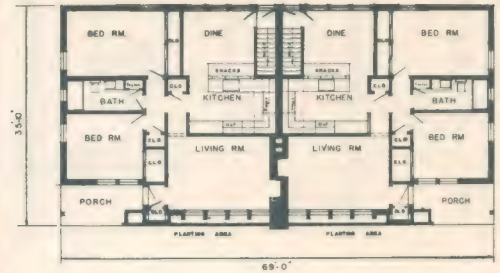 BED RM.
CLO
DINE
DINE
CLO
BED RM.
SNACKS
SNACKS
CLO
CLO
BATH
KITCHEN
KITCHEN
BATH
35'-0"
BED RM
CLO
CLO
BED RM
LIVING RM.
LIVING RM.
CLO
CLO
PORCH
CLO
CLO
PORCH
PLANTING AREA
PLANTING AREA
69'-0"